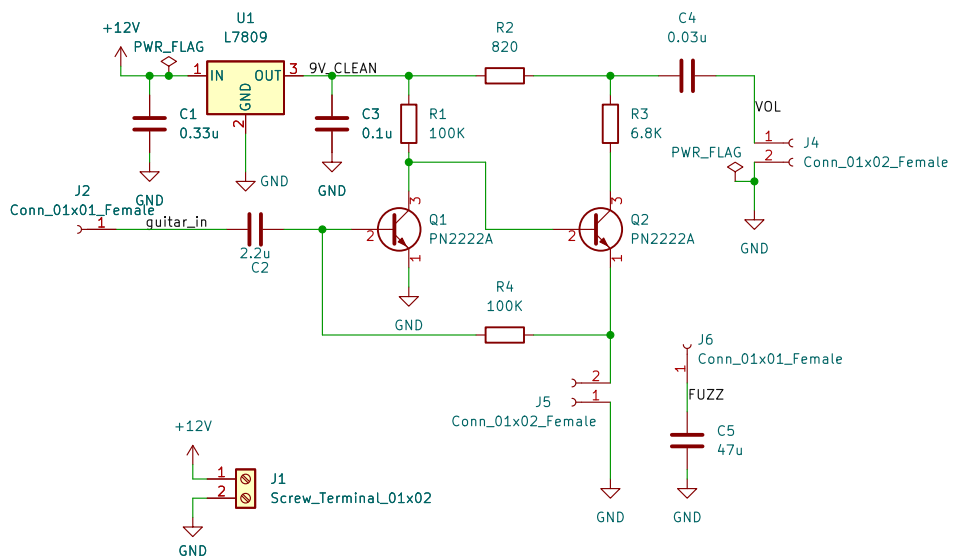 +12V
PWR_FLAG
U1
L7809
1
IN
OUT
3
GND
2
9V_CLEAN
R2
820
C4
0.03u
C1
0.33u
GND
GND
C3
0.1u
GND
R1
100K
R3
6.8K
VOL
1
2
J4
Conn_01x02_Female
PWR_FLAG
GND
J2
Conn_01x01_Female
1
guitar_in
2.2u
C2
3
2
1
Q1
PN2222A
GND
3
2
1
Q2
PN2222A
R4
100K
2
1
J5
Conn_01x02_Female
GND
J6
Conn_01x01_Female
1
FUZZ
C5
47u
GND
+12V
1
2
J1
Screw_Terminal_01x02
GND